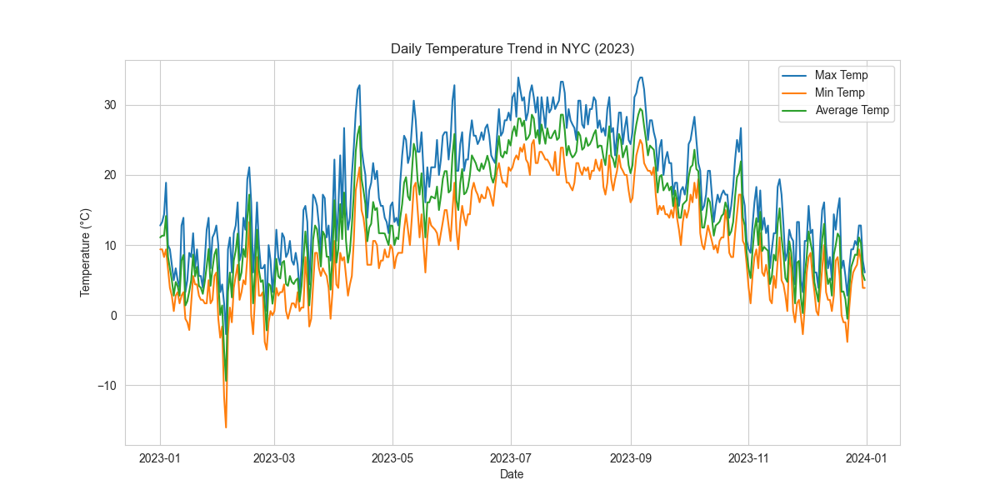 Daily Temperature Trend in NYC (2023)
Max Temp
Min Temp
Average Temp
Temperature (°C)
30
20
10
0
−10
2023-01 2023-03 2023-05 2023-07 2023-09 2023-11 2024-01
Date